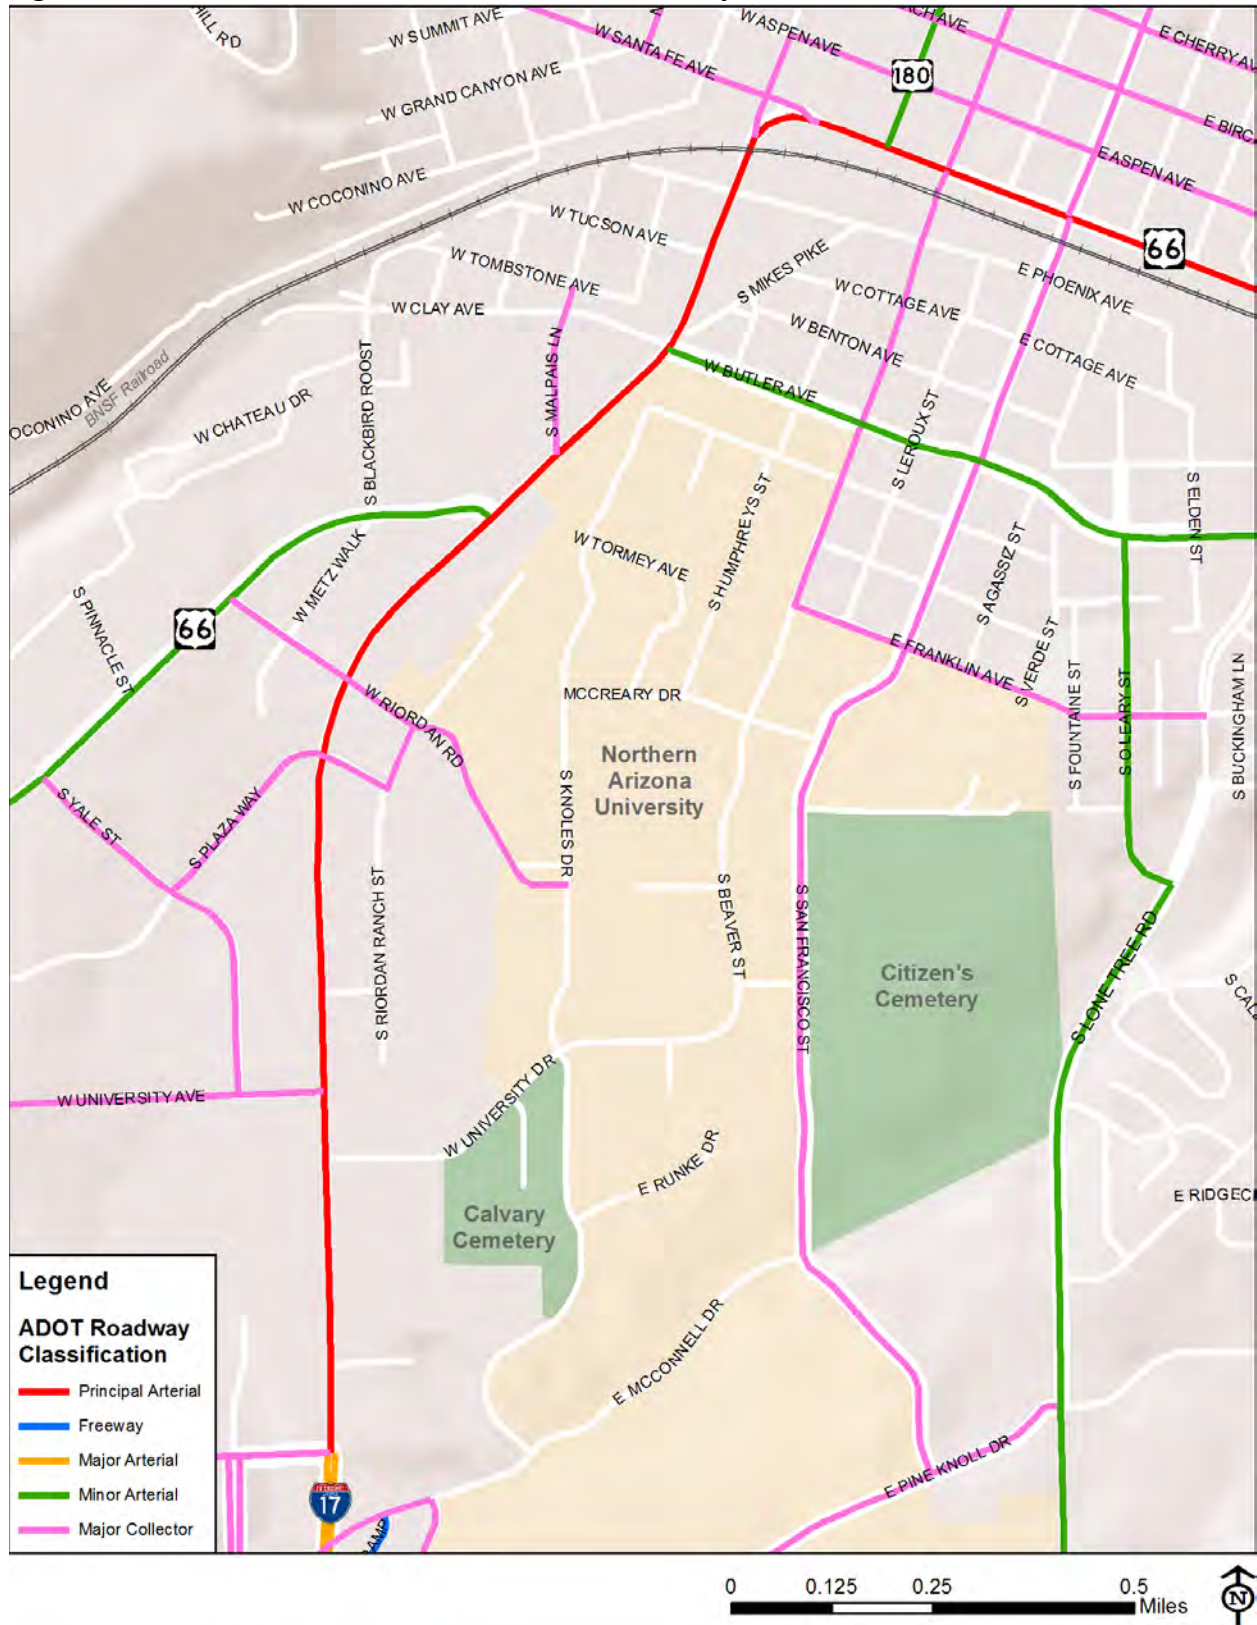 HILL RD
W SUMMIT AVE
W GRAND CANYON AVE
W COCONINO AVE
W SANTA FE AVE
W ASPEN AVE
180
E CHERRY AV
E BIRC
E ASPEN AVE
66
W TUCSON AVE
W TOMBSTONE AVE
W CLAY AVE
S MIKES PIKE
W COTTAGE AVE
W BENTON AVE
E PHOENIX AVE
E COTTAGE AVE
W BUTLER AVE
S MALPAIS LN
S BLACKBIRD ROOST
OCONINO AVE
BNSF Railroad
W CHATEAU DR
S LEROUX ST
S ELDEN ST
S HUMPHREYS ST
W TORMEY AVE
S AGASSIZ ST
W METZ WALK
S PINNACLE ST
66
E FRANKLIN AVE
S VERDE ST
S FOUNTAINE ST
S O LEARY ST
S BUCKINGHAM LN
MCCREARY DR
W RIORDAN RD
Northern
Arizona
University
S KNOLES DR
S YALE ST
S PLAZA WAY
S RIORDAN RANCH ST
S BEAVER ST
S SAN FRANCISCO ST
Citizen's
Cemetery
S LONE TREE RD
W UNIVERSITY AVE
W UNIVERSITY DR
E RUNKE DR
Calvary
Cemetery
E RIDGEC
E MCCONNELL DR
E PINE KNOLL DR
17
RAMP
Legend
ADOT Roadway
Classification
Principal Arterial
Freeway
Major Arterial
Minor Arterial
Major Collector
0 0.125 0.25 0.5
Miles
N